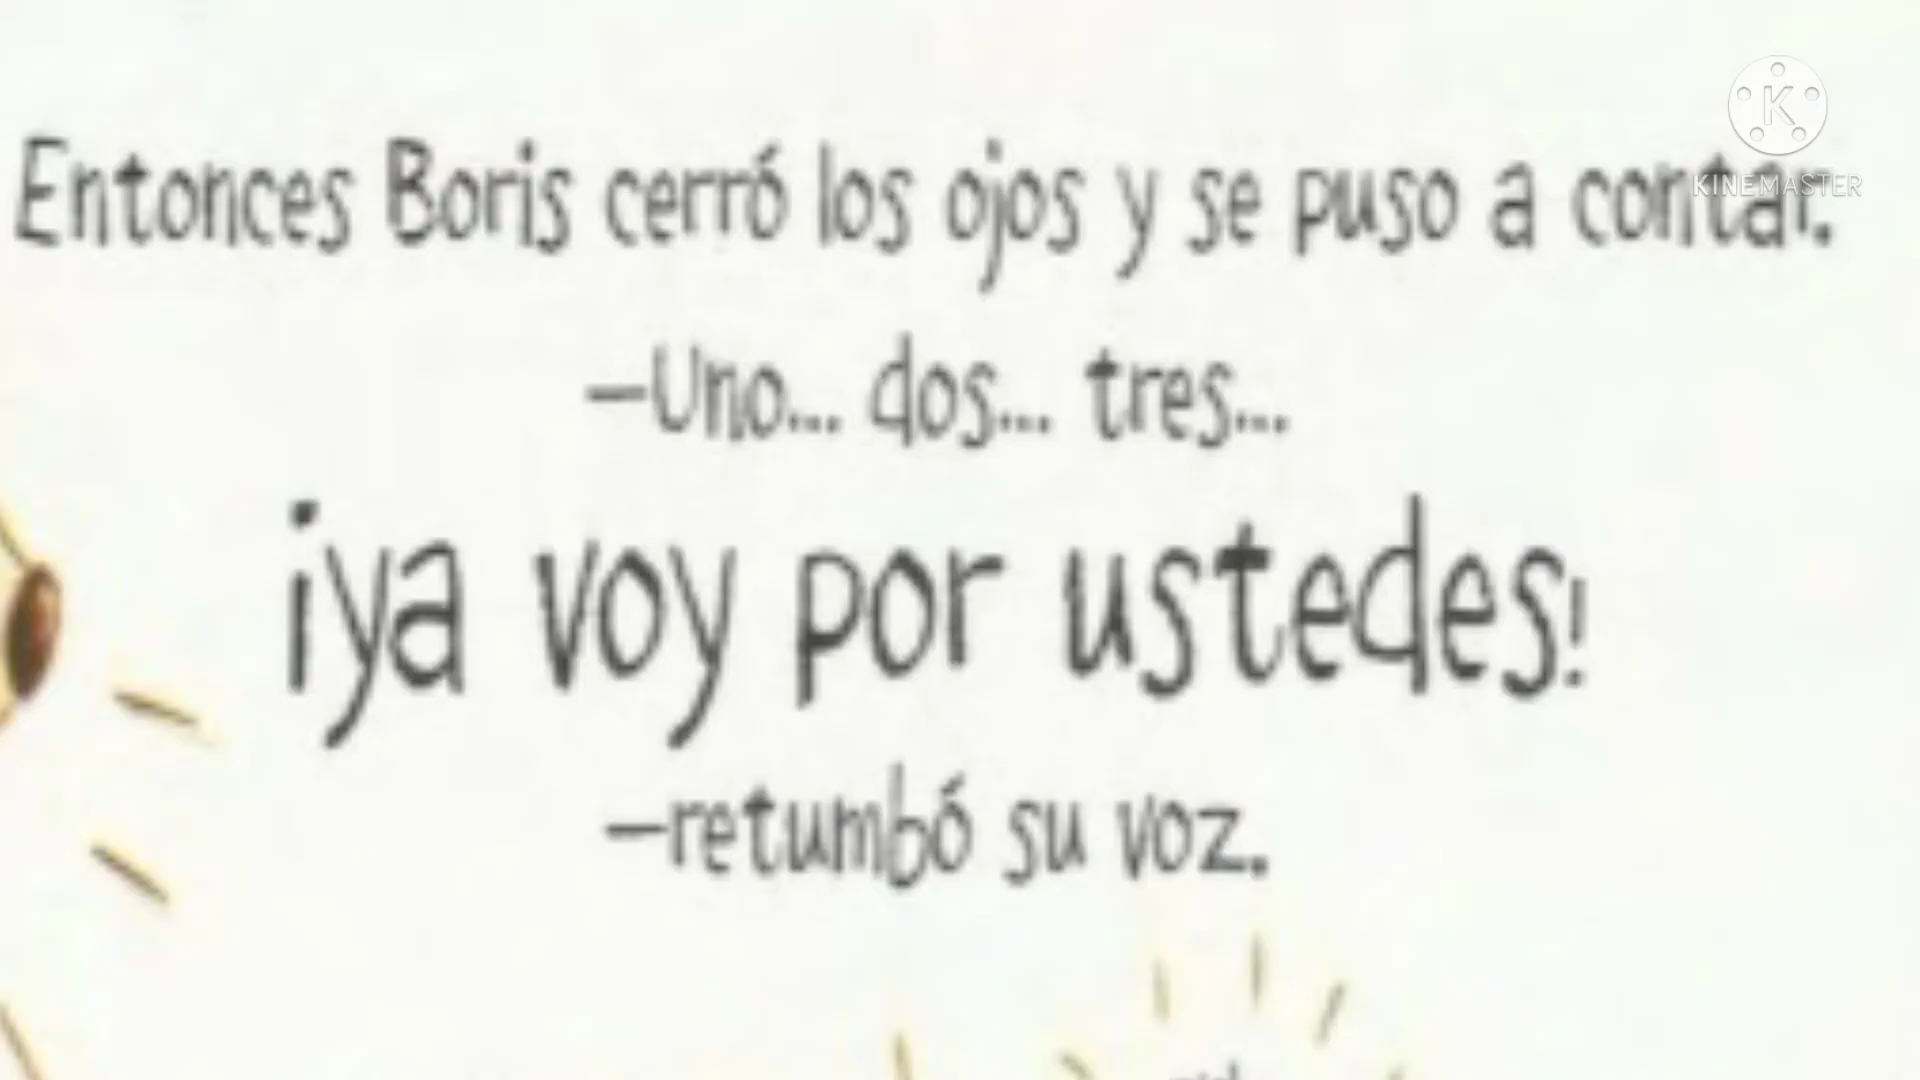 Entonces Boris cerró los ojos y se puso a contar.
—Uno... dos... tres...
¡ya voy por ustedes!
—retumbó su voz.
K
KINEMASTER